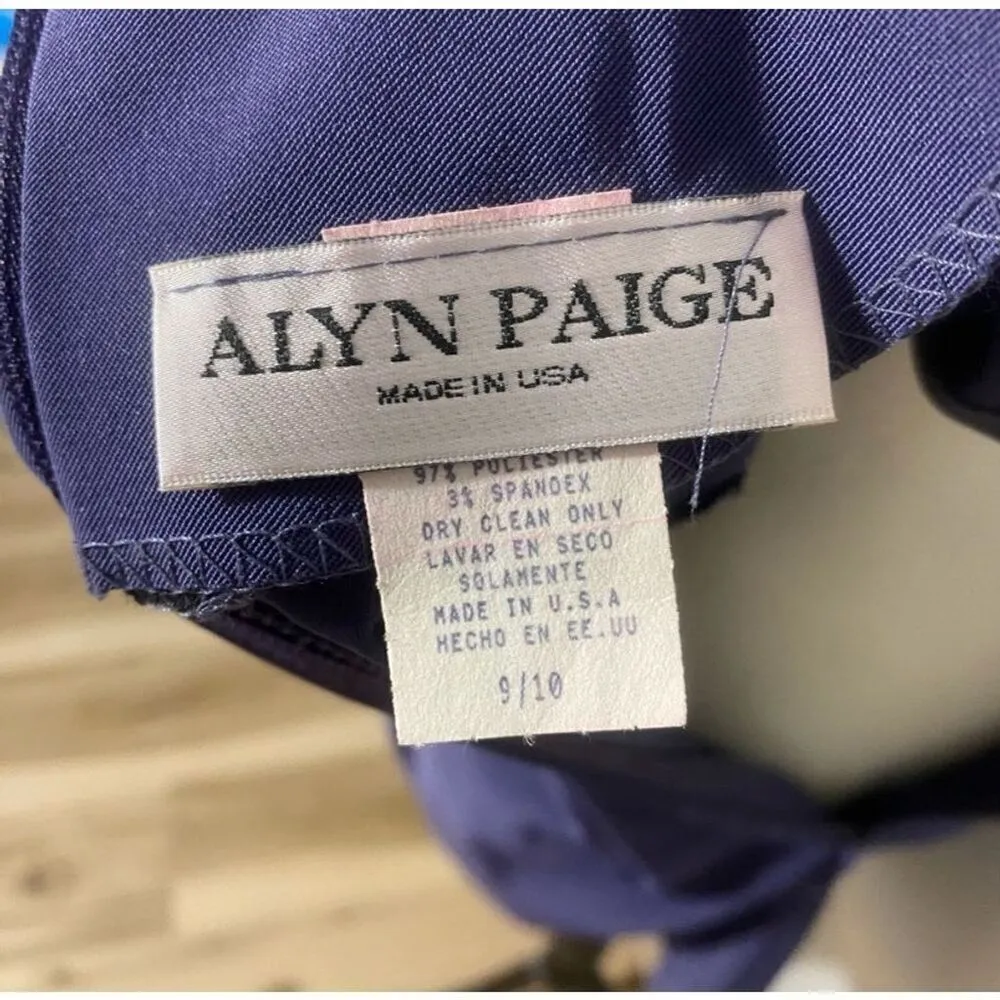 ALYN PAIGE
MADE IN USA
97% POLIESTER
3% SPANDEX
DRY CLEAN ONLY
LAVAR EN SECO
SOLAMENTE
MADE IN U.S.A
HECHO EN EE.UU
9/10